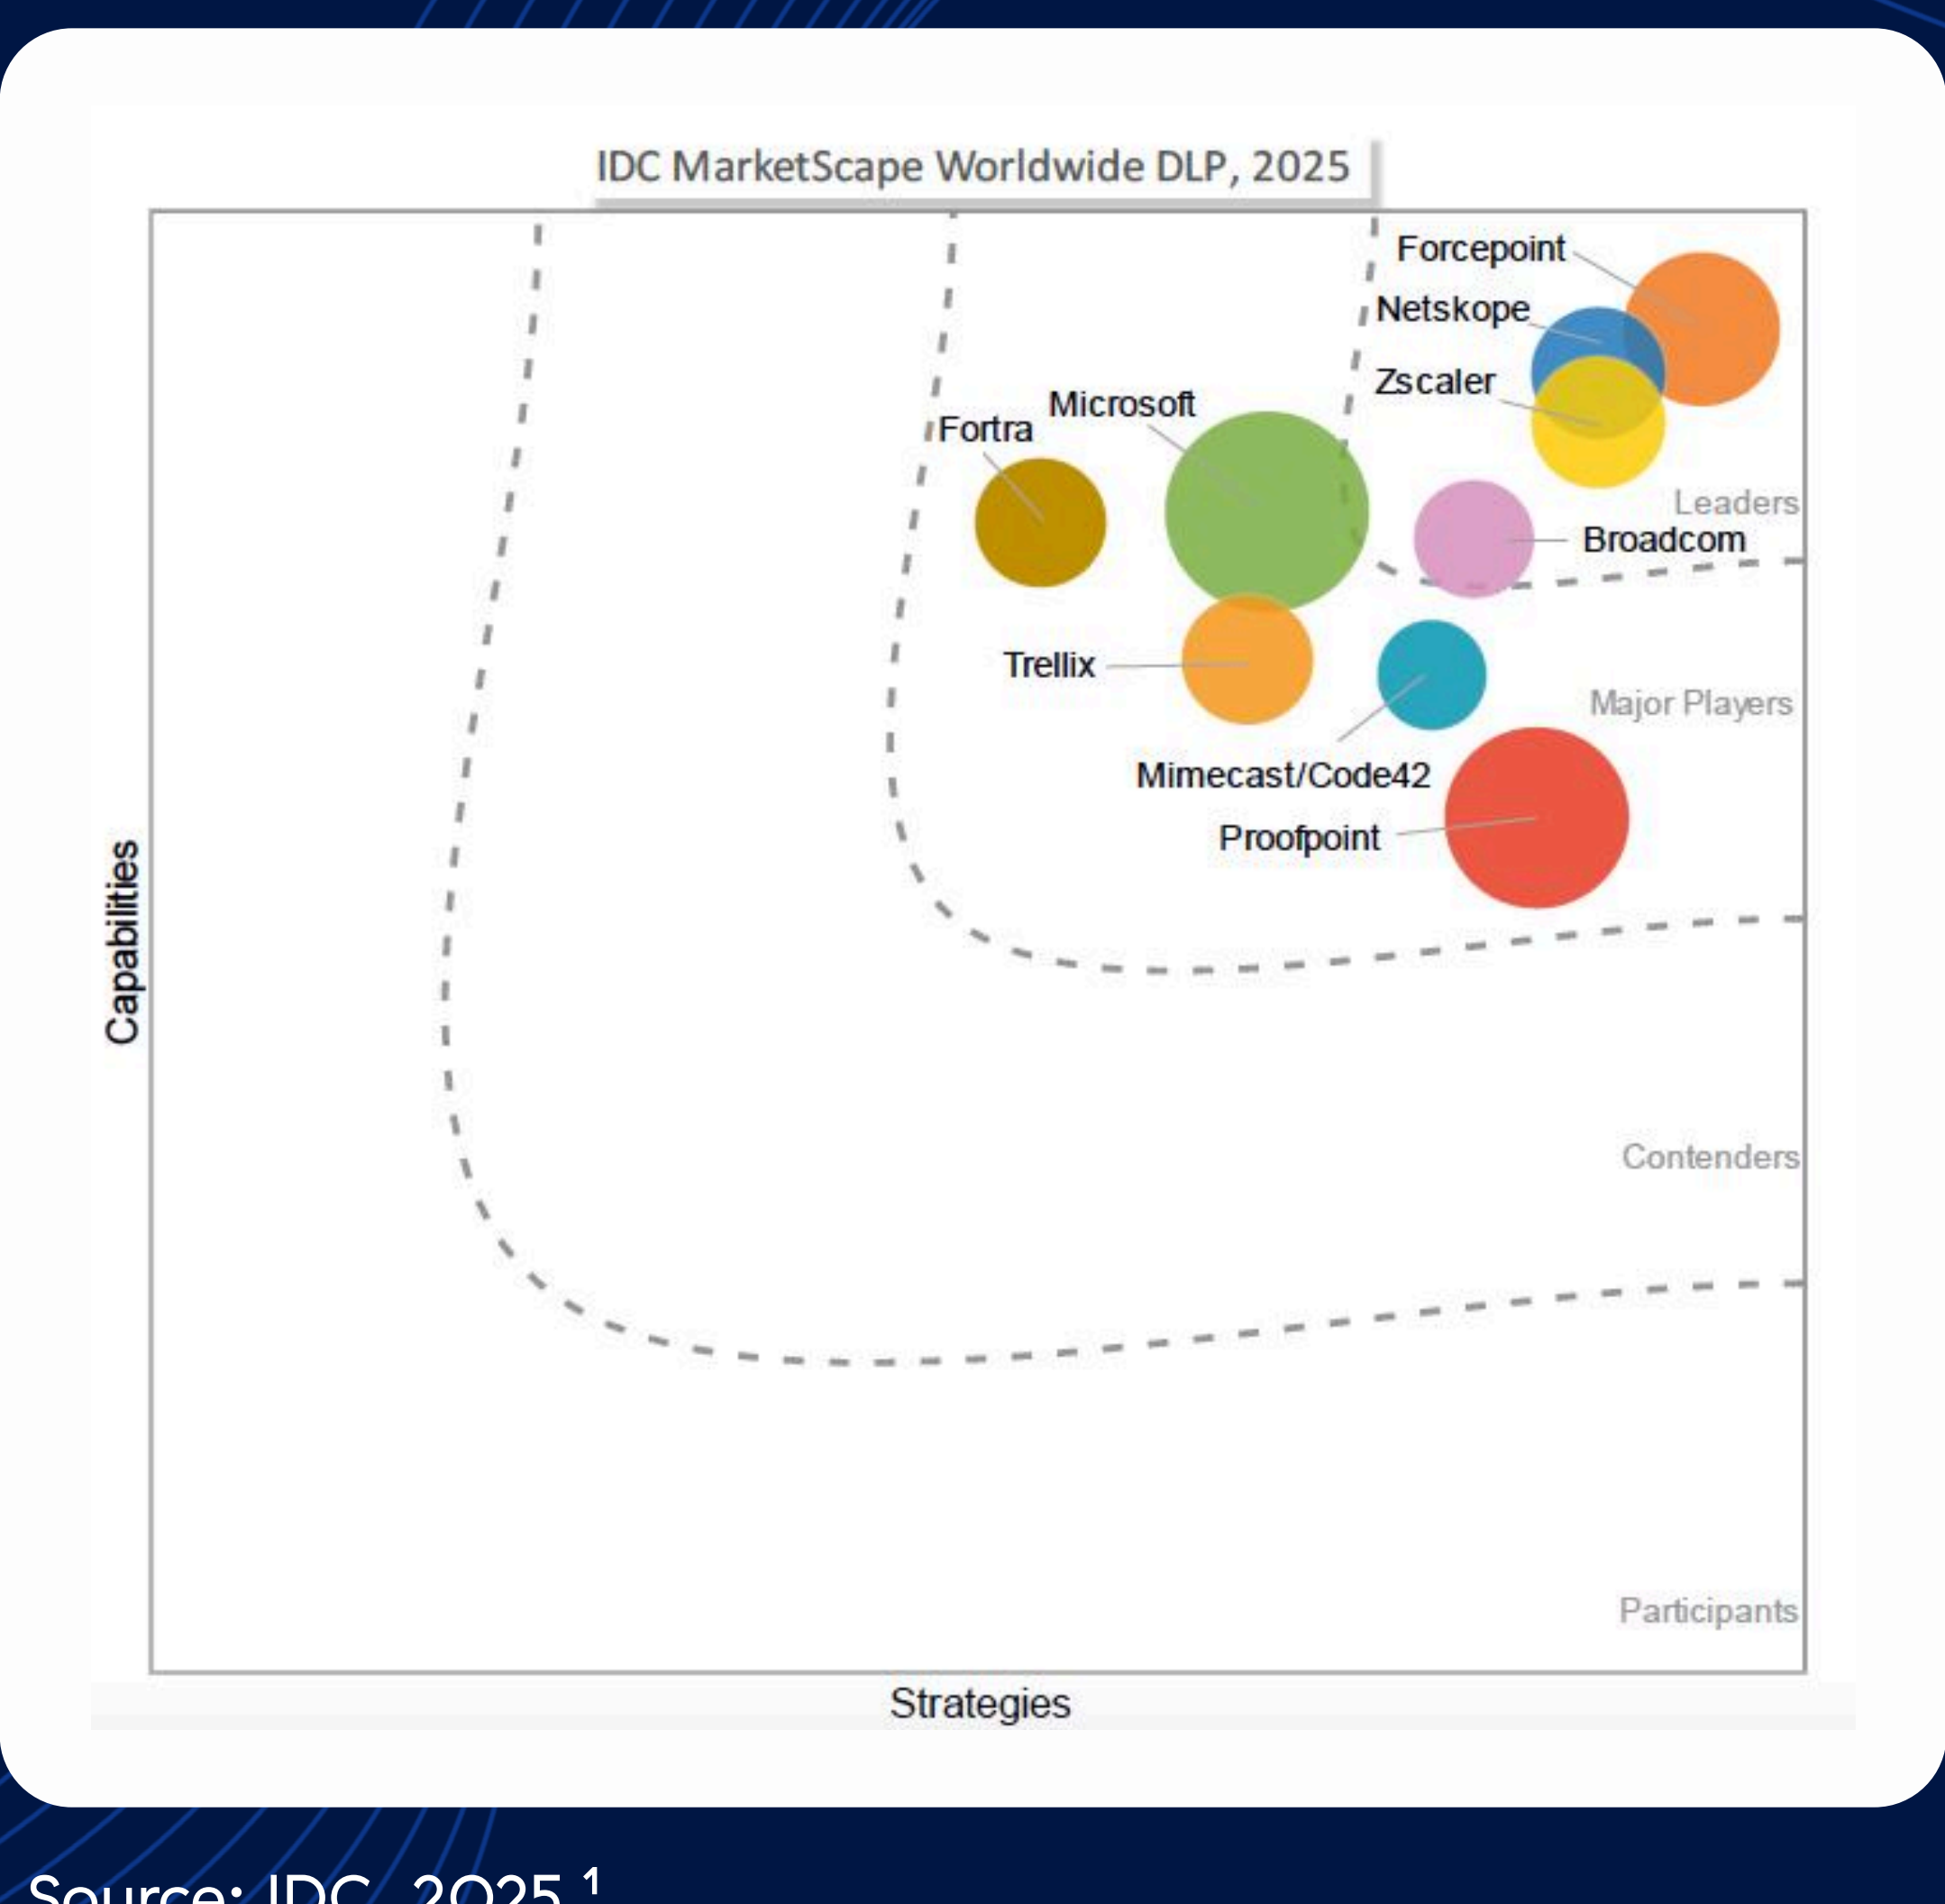 IDC MarketScape Worldwide DLP, 2025
Forcepoint
Netskope
Zscaler
Microsoft
Fortra
Leaders
Broadcom
Trellix
Major Players
Mimecast/Code42
Proofpoint
Capabilities
Contenders
Participants
Strategies
Source: IDC, 2025 ¹